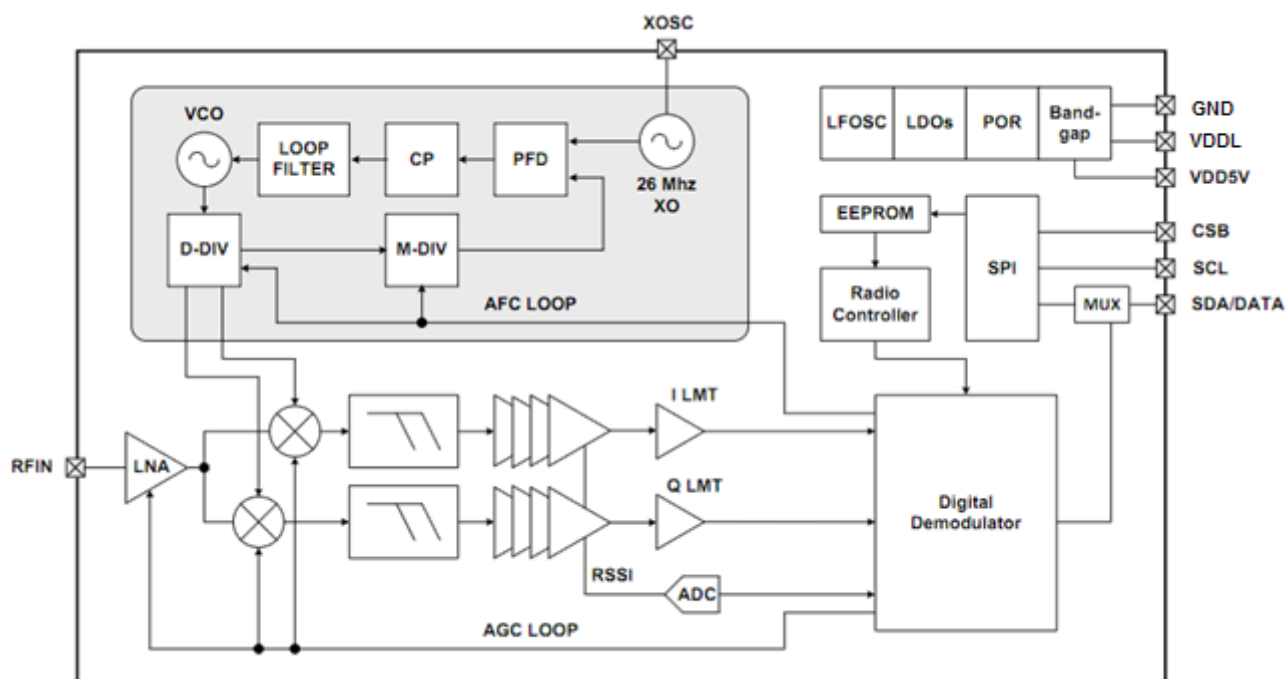 XOSC
VCO
LOOP
FILTER
CP
PFD
26 Mhz
XO
D-DIV
M-DIV
AFC LOOP
LFOSC
LDOs
POR
Band-
gap
GND
VDDL
VDD5V
EEPROM
SPI
CSB
SCL
Radio
Controller
MUX
SDA/DATA
RFIN
LNA
I LMT
Q LMT
Digital
Demodulator
RSSI
ADC
AGC LOOP